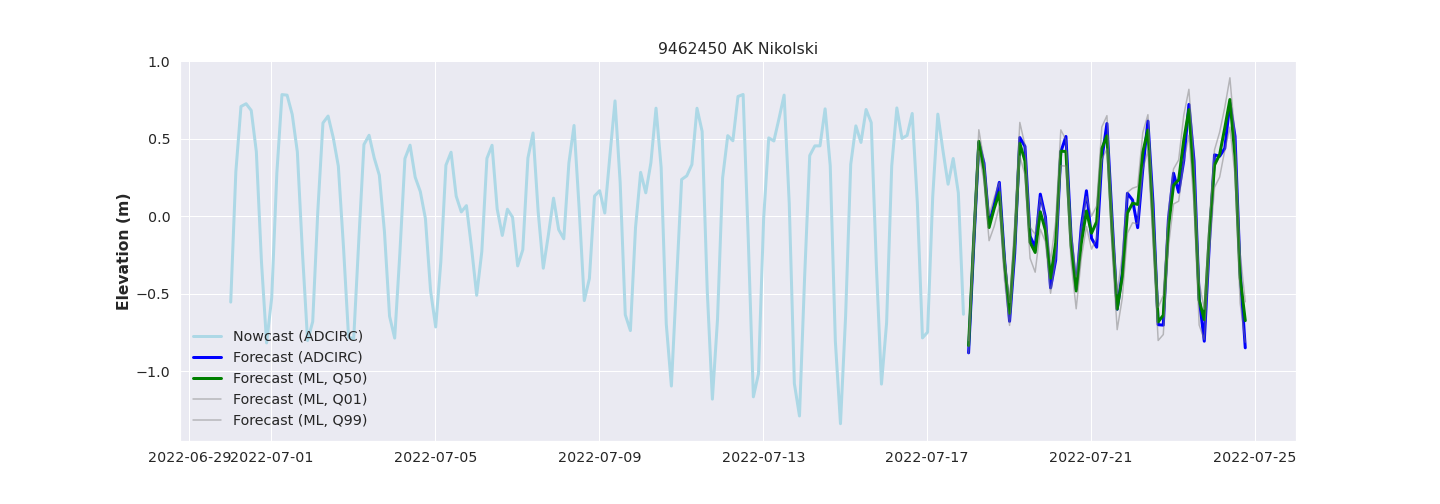 9462450 AK Nikolski
1.0
0.5
0.0
−0.5
−1.0
Elevation (m)
Nowcast (ADCIRC)
Forecast (ADCIRC)
Forecast (ML, Q50)
Forecast (ML, Q01)
Forecast (ML, Q99)
2022-06-29 2022-07-01 2022-07-05 2022-07-09 2022-07-13 2022-07-17 2022-07-21 2022-07-25